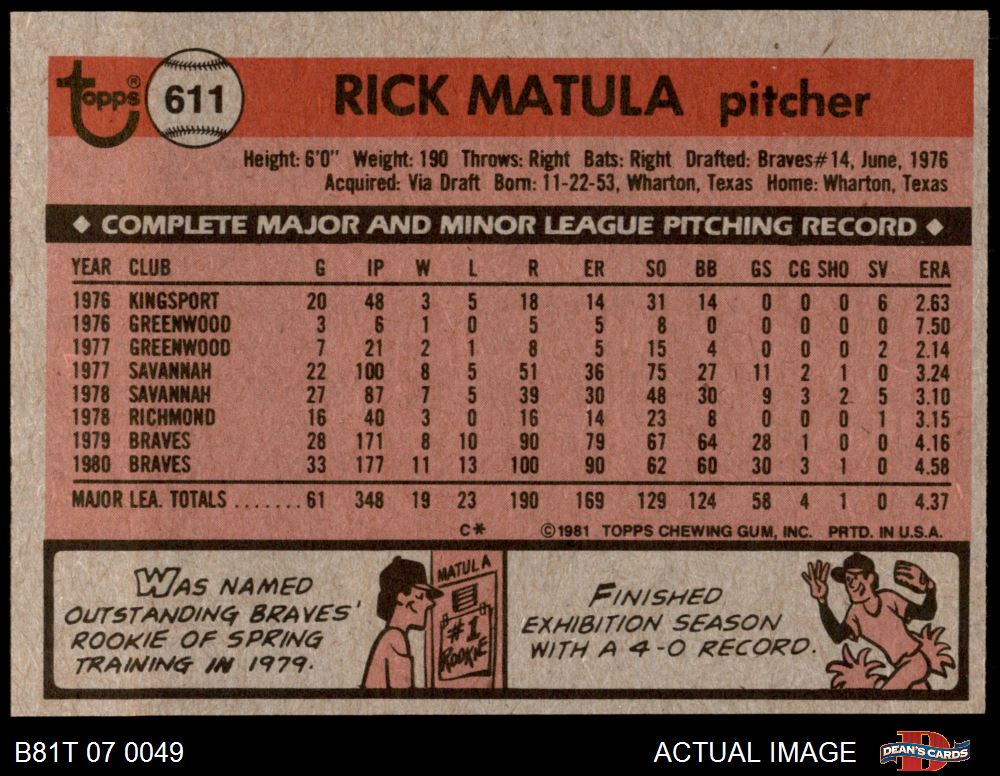 Topps® 611 RICK MATULA pitcher
Height: 6'0" Weight: 190 Throws: Right Bats: Right Drafted: Braves#14, June, 1976
Acquired: Via Draft Born: 11-22-53, Wharton, Texas Home: Wharton, Texas
◆ COMPLETE MAJOR AND MINOR LEAGUE PITCHING RECORD ◆
YEAR CLUB G IP W L R ER SO BB GS CG SHO SV ERA
1976 KINGSPORT 20 48 3 5 18 14 31 14 0 0 0 6 2.63
1976 GREENWOOD 3 6 1 0 5 5 8 0 0 0 0 0 7.50
1977 GREENWOOD 7 21 2 1 8 5 15 4 0 0 0 2 2.14
1977 SAVANNAH 22 100 8 5 51 36 75 27 11 2 1 0 3.24
1978 SAVANNAH 27 87 7 5 39 30 48 30 9 3 2 5 3.10
1978 RICHMOND 16 40 3 0 16 14 23 8 0 0 0 1 3.15
1979 BRAVES 28 171 8 10 90 79 67 64 28 1 0 0 4.16
1980 BRAVES 33 177 11 13 100 90 62 60 30 3 1 0 4.58
MAJOR LEA. TOTALS ....... 61 348 19 23 190 169 129 124 58 4 1 0 4.37
C* ©1981 TOPPS CHEWING GUM, INC. PRTD. IN U.S.A.
WAS NAMED
OUTSTANDING BRAVES'
ROOKIE OF SPRING
TRAINING IN 1979.
MATULA
#1
ROOKIE
FINISHED
EXHIBITION SEASON
WITH A 4-0 RECORD.
B81T 07 0049 ACTUAL IMAGE DEAN'S CARDS